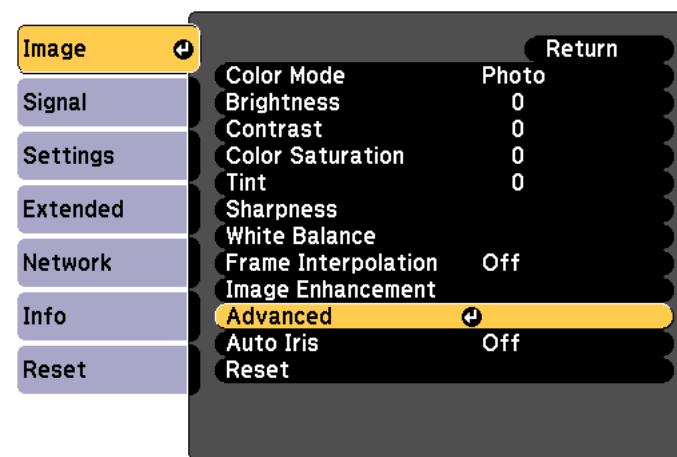 Image
Signal
Settings
Extended
Network
Info
Reset
Return
Color Mode Photo
Brightness 0
Contrast 0
Color Saturation 0
Tint 0
Sharpness
White Balance
Frame Interpolation Off
Image Enhancement
Advanced
Auto Iris Off
Reset